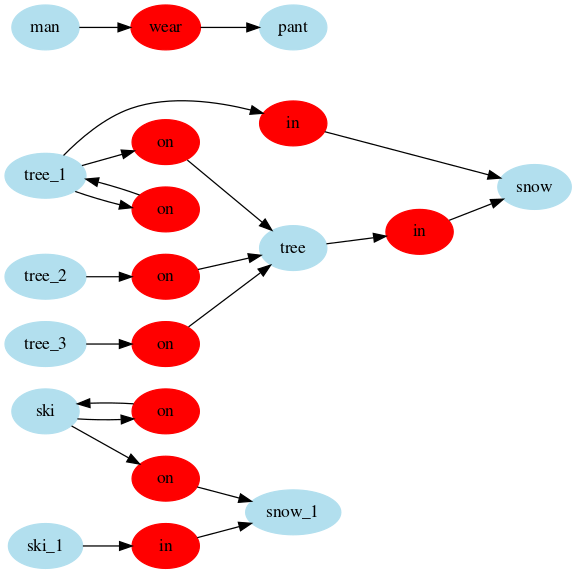 man
wear
pant
in
on
tree_1
snow
on
in
tree
tree_2
on
tree_3
on
ski
on
on
snow_1
ski_1
in